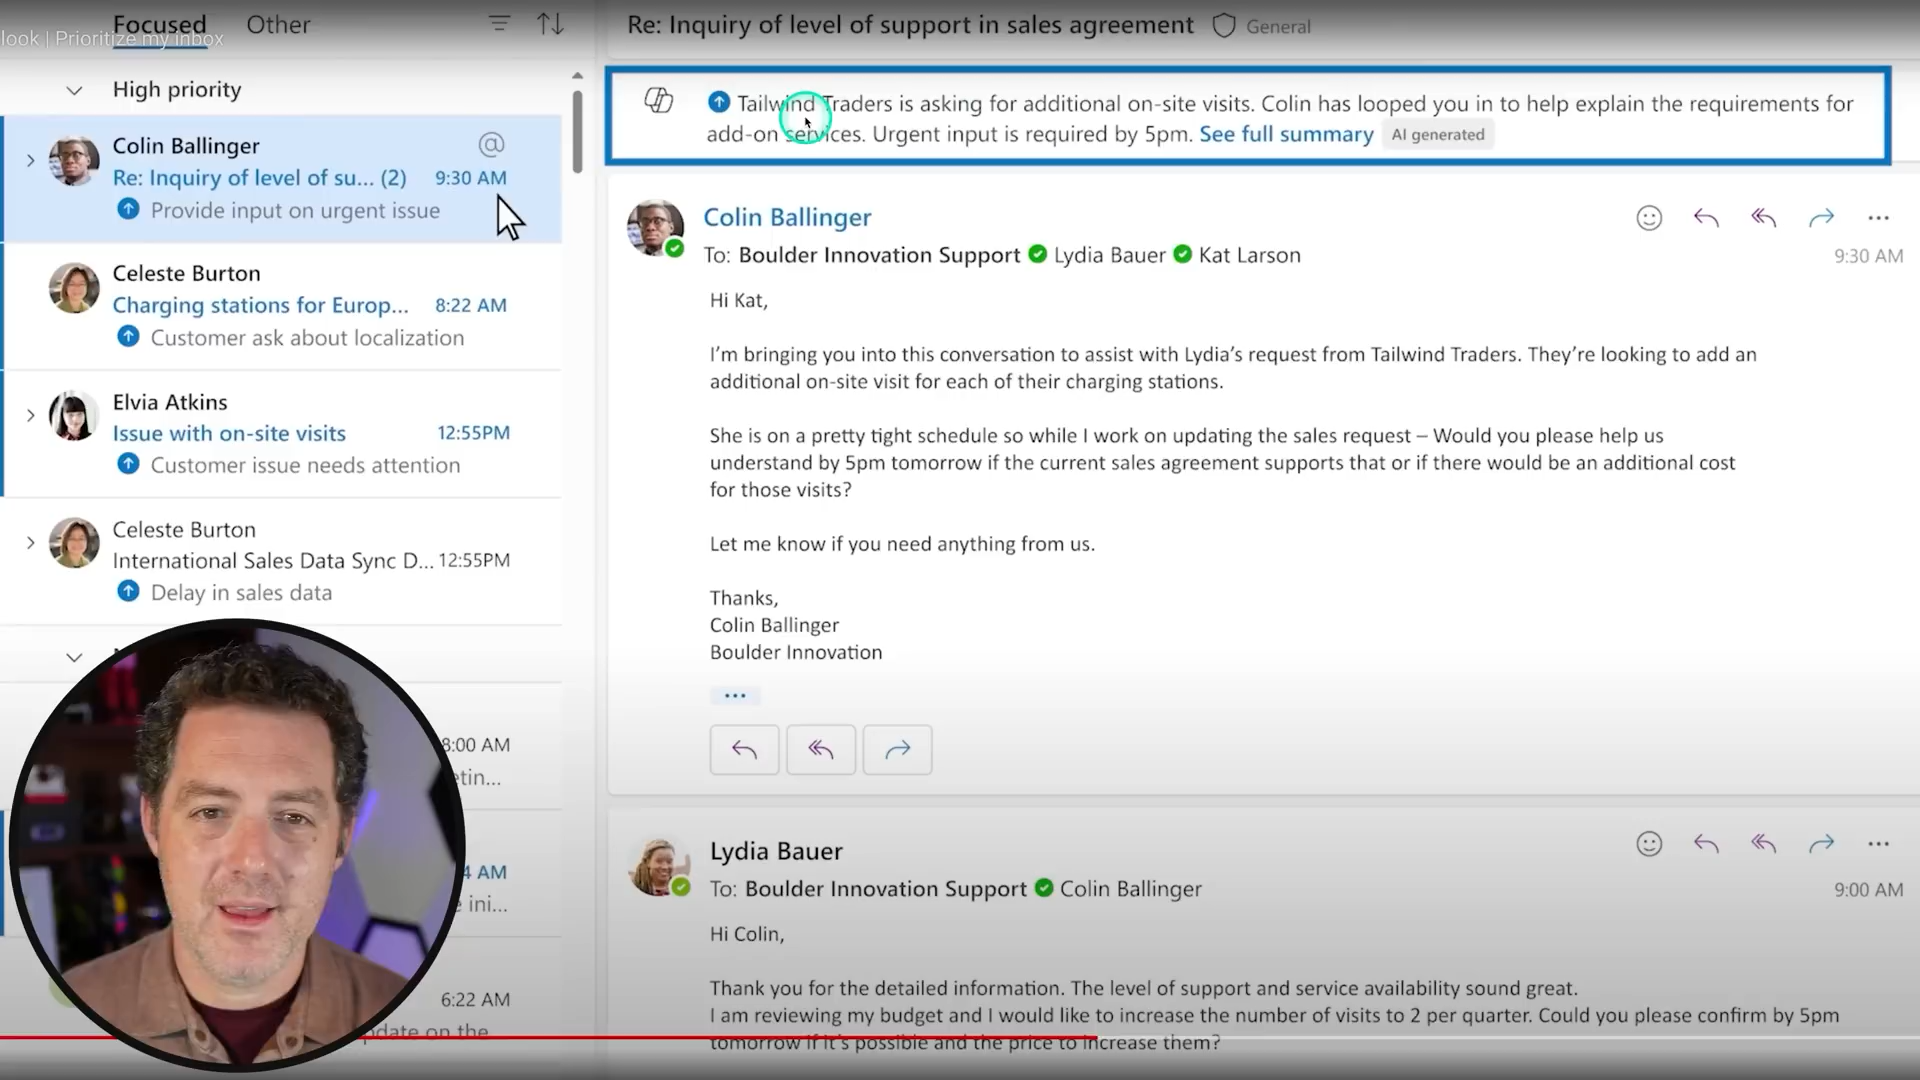 Focused
Other
look | Prioritize my inbox
High priority
Colin Ballinger
@
Re: Inquiry of level of su... (2)
9:30 AM
Provide input on urgent issue
Celeste Burton
Charging stations for Europ...
8:22 AM
Customer ask about localization
Elvia Atkins
Issue with on-site visits
12:55PM
Customer issue needs attention
Celeste Burton
International Sales Data Sync D...
12:55PM
Delay in sales data
8:00 AM
etin...
4 AM
ini...
6:22 AM
pdate on the
Re: Inquiry of level of support in sales agreement
General
Tailwind Traders is asking for additional on-site visits. Colin has looped you in to help explain the requirements for
add-on services. Urgent input is required by 5pm. See full summary AI generated
Colin Ballinger
To: Boulder Innovation Support Lydia Bauer Kat Larson
9:30 AM
Hi Kat,
I'm bringing you into this conversation to assist with Lydia's request from Tailwind Traders. They're looking to add an
additional on-site visit for each of their charging stations.
She is on a pretty tight schedule so while I work on updating the sales request – Would you please help us
understand by 5pm tomorrow if the current sales agreement supports that or if there would be an additional cost
for those visits?
Let me know if you need anything from us.
Thanks,
Colin Ballinger
Boulder Innovation
...
Lydia Bauer
To: Boulder Innovation Support Colin Ballinger
9:00 AM
Hi Colin,
Thank you for the detailed information. The level of support and service availability sound great.
I am reviewing my budget and I would like to increase the number of visits to 2 per quarter. Could you please confirm by 5pm
tomorrow if it's possible and the price to increase them?